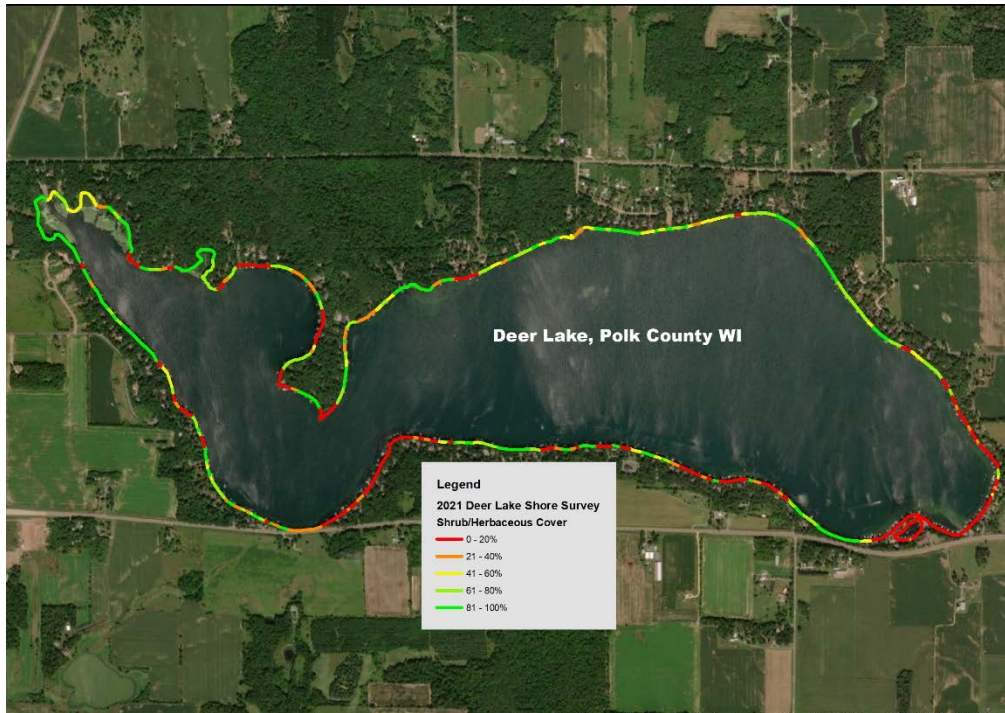 Deer Lake, Polk County WI
Legend
2021 Deer Lake Shore Survey
Shrub/Herbaceous Cover
0 - 20%
21 - 40%
41 - 60%
61 - 80%
81 - 100%